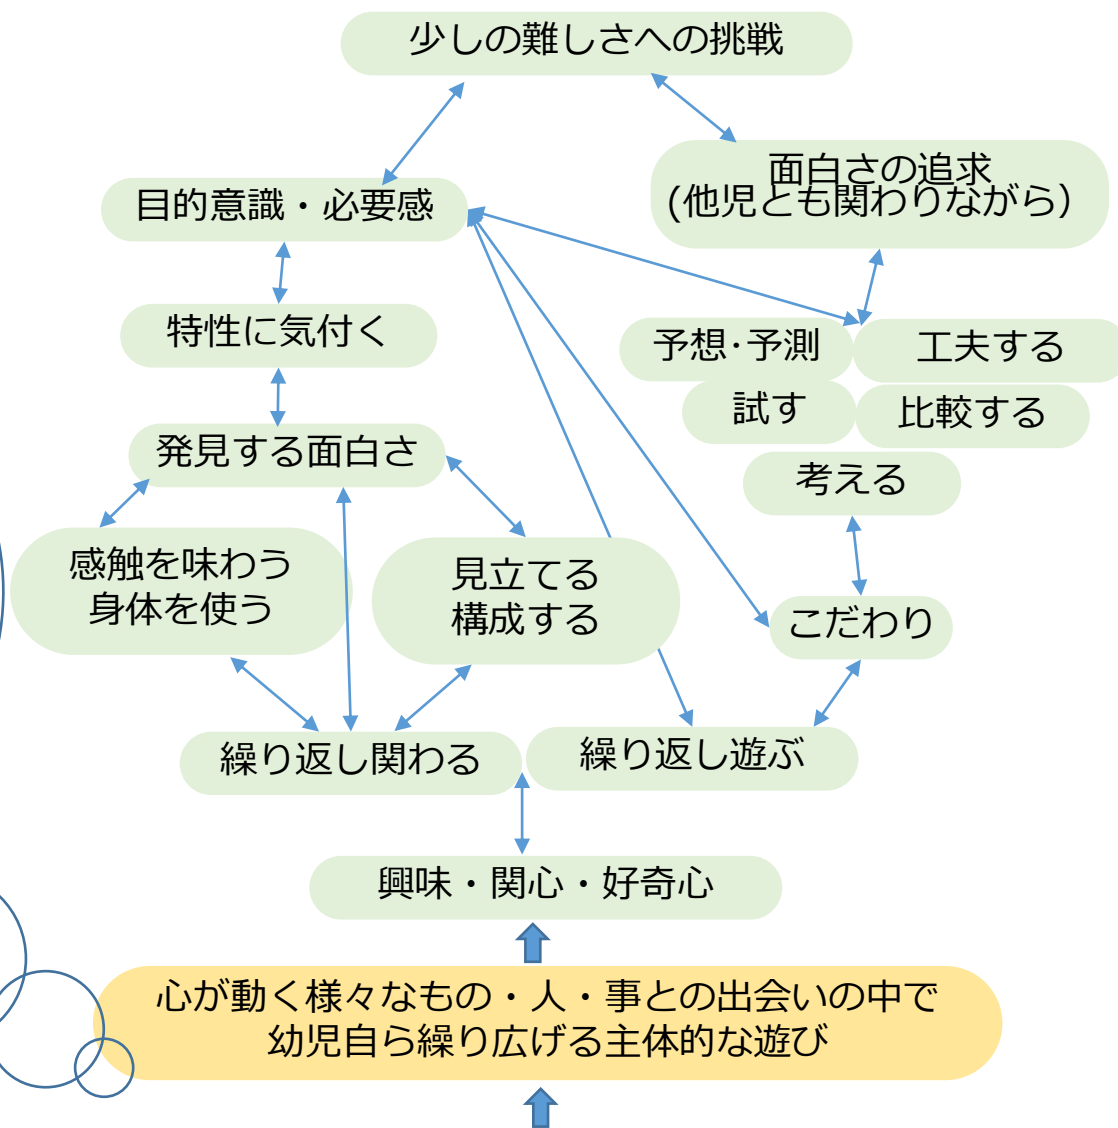 少しの難しさへの挑戦
面白さの追求
(他児とも関わりながら）
目的意識・必要感
特性に気付く
予想･予測
工夫する
試す
比較する
発見する面白さ
考える
感触を味わう
身体を使う
見立てる
構成する
こだわり
繰り返し関わる
繰り返し遊ぶ
興味・関心・好奇心
心が動く様々なもの・人・事との出会いの中で
幼児自ら繰り広げる主体的な遊び